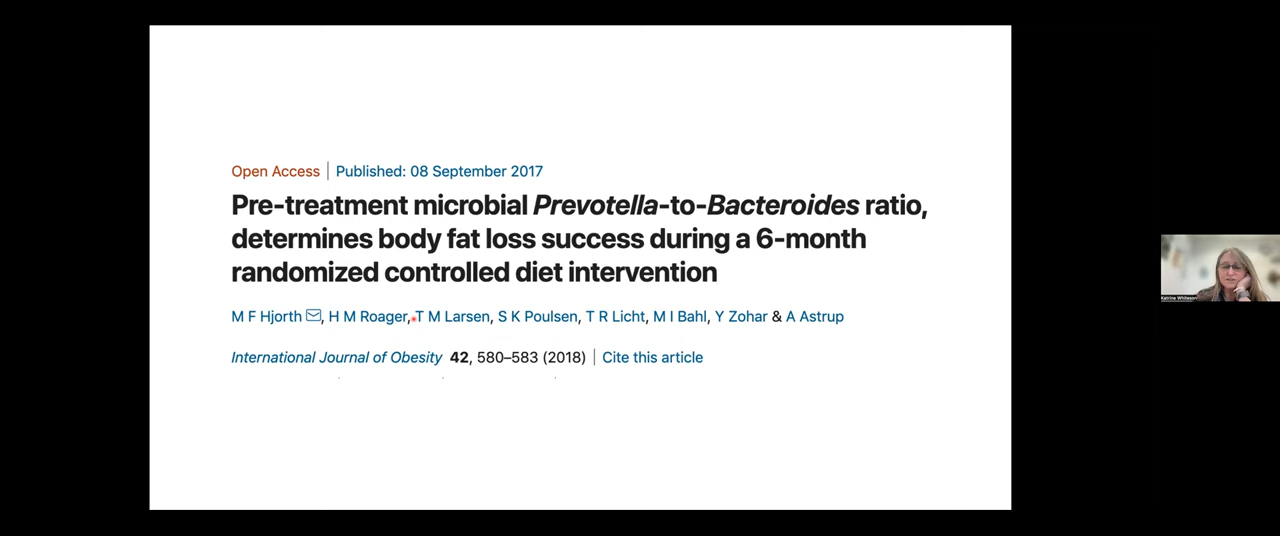 Open Access | Published: 08 September 2017
Pre-treatment microbial Prevotella-to-Bacteroides ratio,
determines body fat loss success during a 6-month
randomized controlled diet intervention
M F Hjorth, H M Roager, T M Larsen, S K Poulsen, T R Licht, M I Bahl, Y Zohar & A Astrup
International Journal of Obesity 42, 580–583 (2018) | Cite this article
Katrine Whiteson